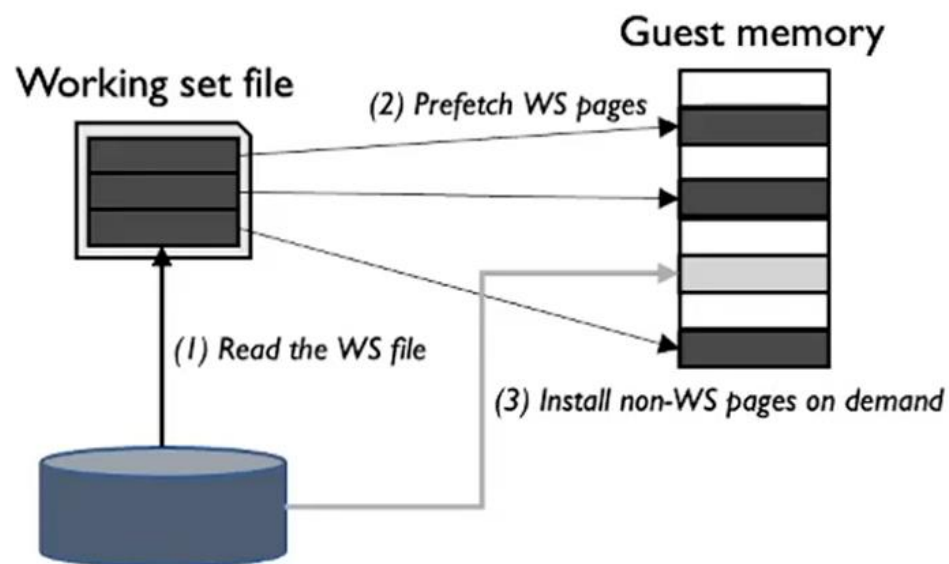 Guest memory
Working set file
(2) Prefetch WS pages
(1) Read the WS file
(3) Install non-WS pages on demand